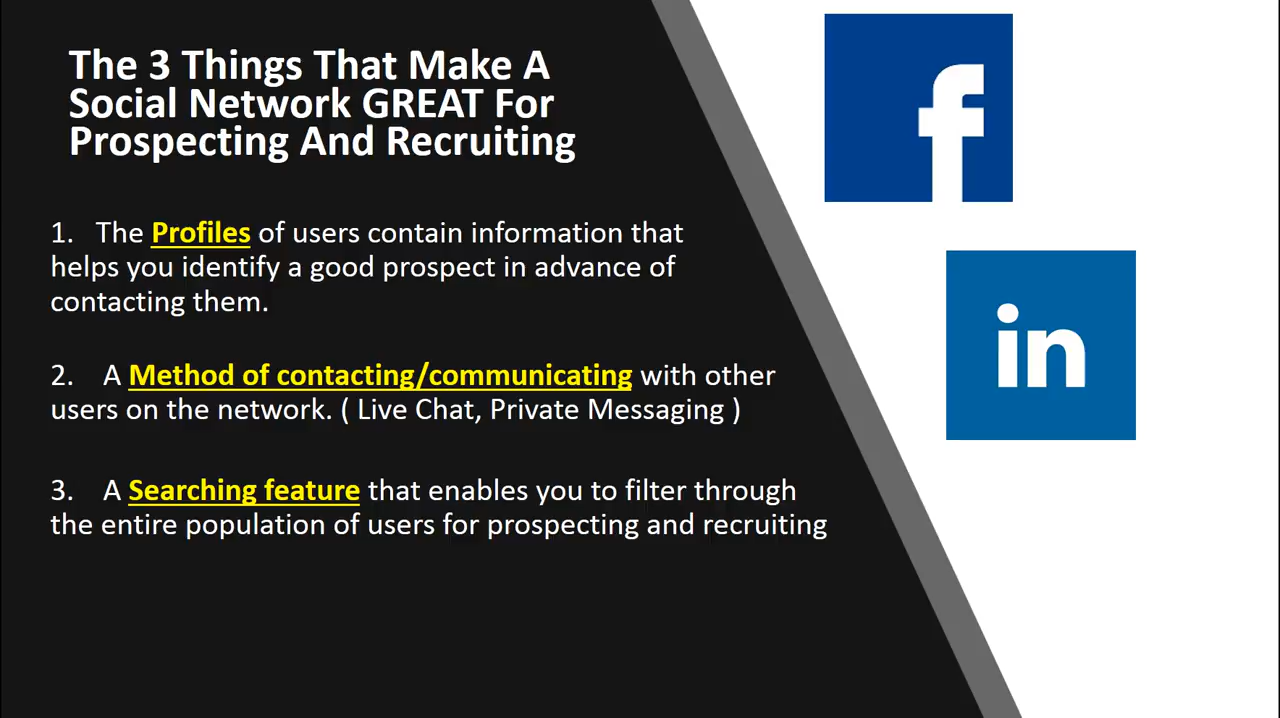 The 3 Things That Make A
Social Network GREAT For
Prospecting And Recruiting
1. The Profiles of users contain information that
helps you identify a good prospect in advance of
contacting them.
2. A Method of contacting/communicating with other
users on the network. ( Live Chat, Private Messaging )
3. A Searching feature that enables you to filter through
the entire population of users for prospecting and recruiting
f
in